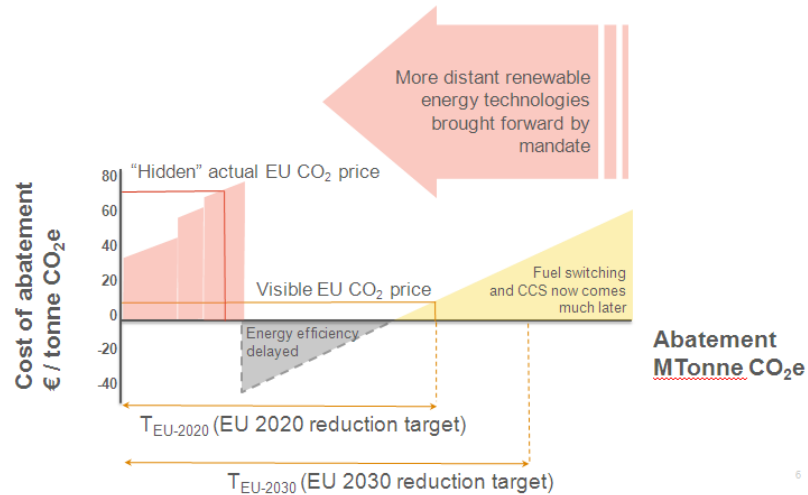 More distant renewable
energy technologies
brought forward by
mandate
“Hidden” actual EU CO₂ price
Cost of abatement
€ / tonne CO₂e
80
60
40
20
0
-20
-40
Visible EU CO₂ price
Fuel switching
and CCS now comes
much later
Energy efficiency
delayed
Abatement
MTonne CO₂e
T_EU-2020 (EU 2020 reduction target)
T_EU-2030 (EU 2030 reduction target)
6